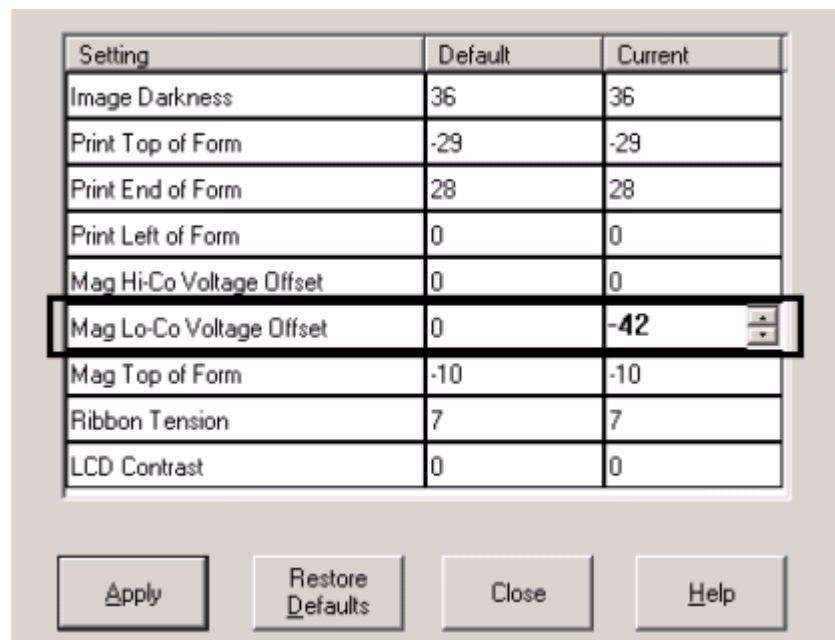 Setting Default Current
Image Darkness 36 36
Print Top of Form -29 -29
Print End of Form 28 28
Print Left of Form 0 0
Mag Hi-Co Voltage Offset 0 0
Mag Lo-Co Voltage Offset 0 -42
Mag Top of Form -10 -10
Ribbon Tension 7 7
LCD Contrast 0 0
Apply Restore Defaults Close Help